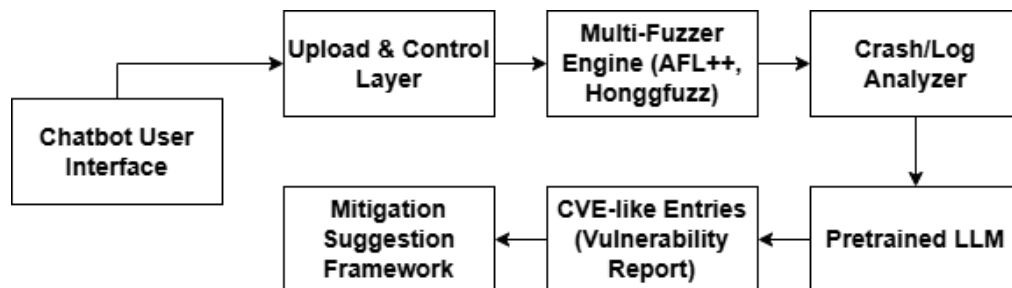 Upload & Control
Layer
Multi-Fuzzer
Engine (AFL++,
Honggfuzz)
Crash/Log
Analyzer
Chatbot User
Interface
Mitigation
Suggestion
Framework
CVE-like Entries
(Vulnerability
Report)
Pretrained LLM